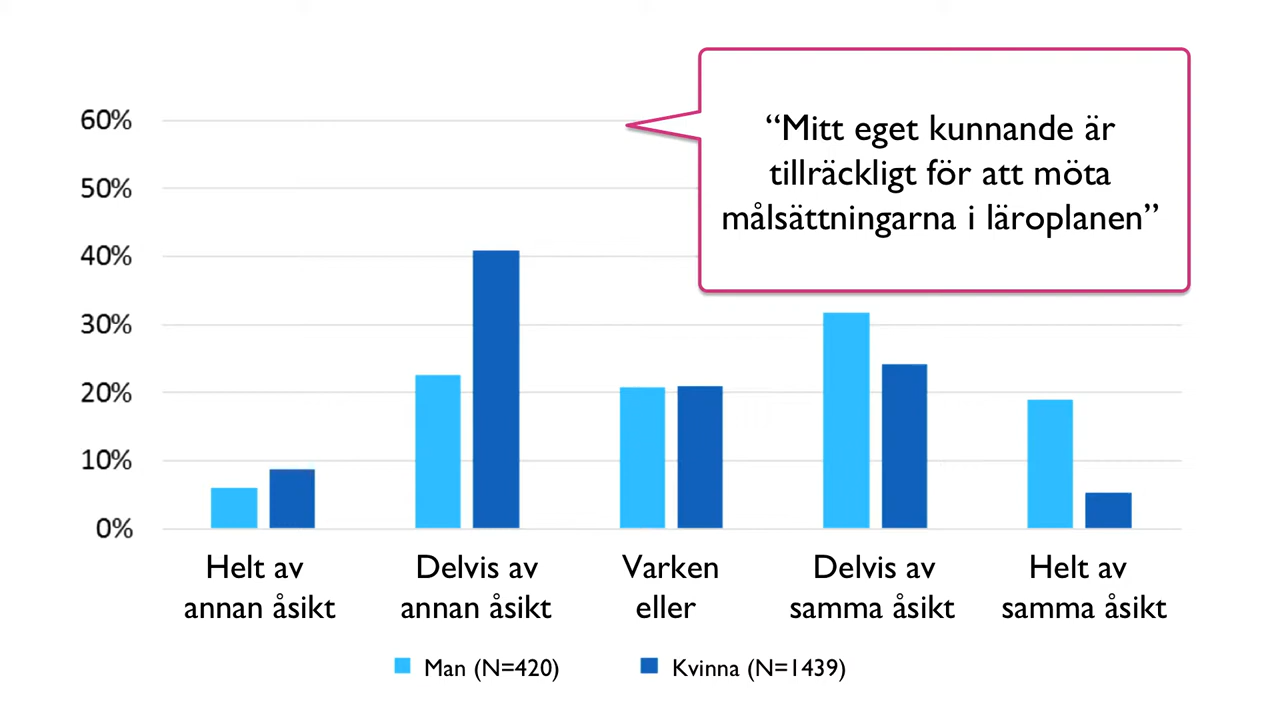 “Mitt eget kunnande är
tillräckligt för att möta
målsättningarna i läroplanen”
60%
50%
40%
30%
20%
10%
0%
Helt av
annan åsikt
Delvis av
annan åsikt
Varken
eller
Delvis av
samma åsikt
Helt av
samma åsikt
Man (N=420)
Kvinna (N=1439)